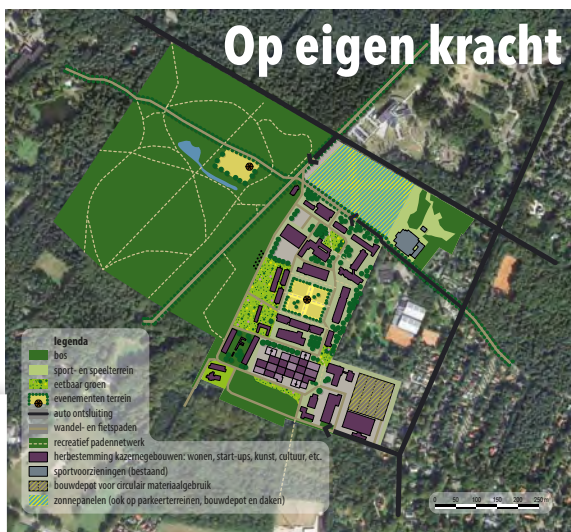 Op eigen kracht
legenda
bos
sport- en speelterrein
eetbaar groen
evenementen terrein
auto ontsluiting
wandel- en fietspaden
recreatief padennetwerk
herbestemming kazernegebouwen: wonen, start-ups, kunst, cultuur, etc.
sportvoorzieningen (bestaand)
bouwdepot voor circulair materiaalgebruik
zonnepanelen (ook op parkeerterreinen, bouwdepot en daken)
0 50 100 150 200 250m